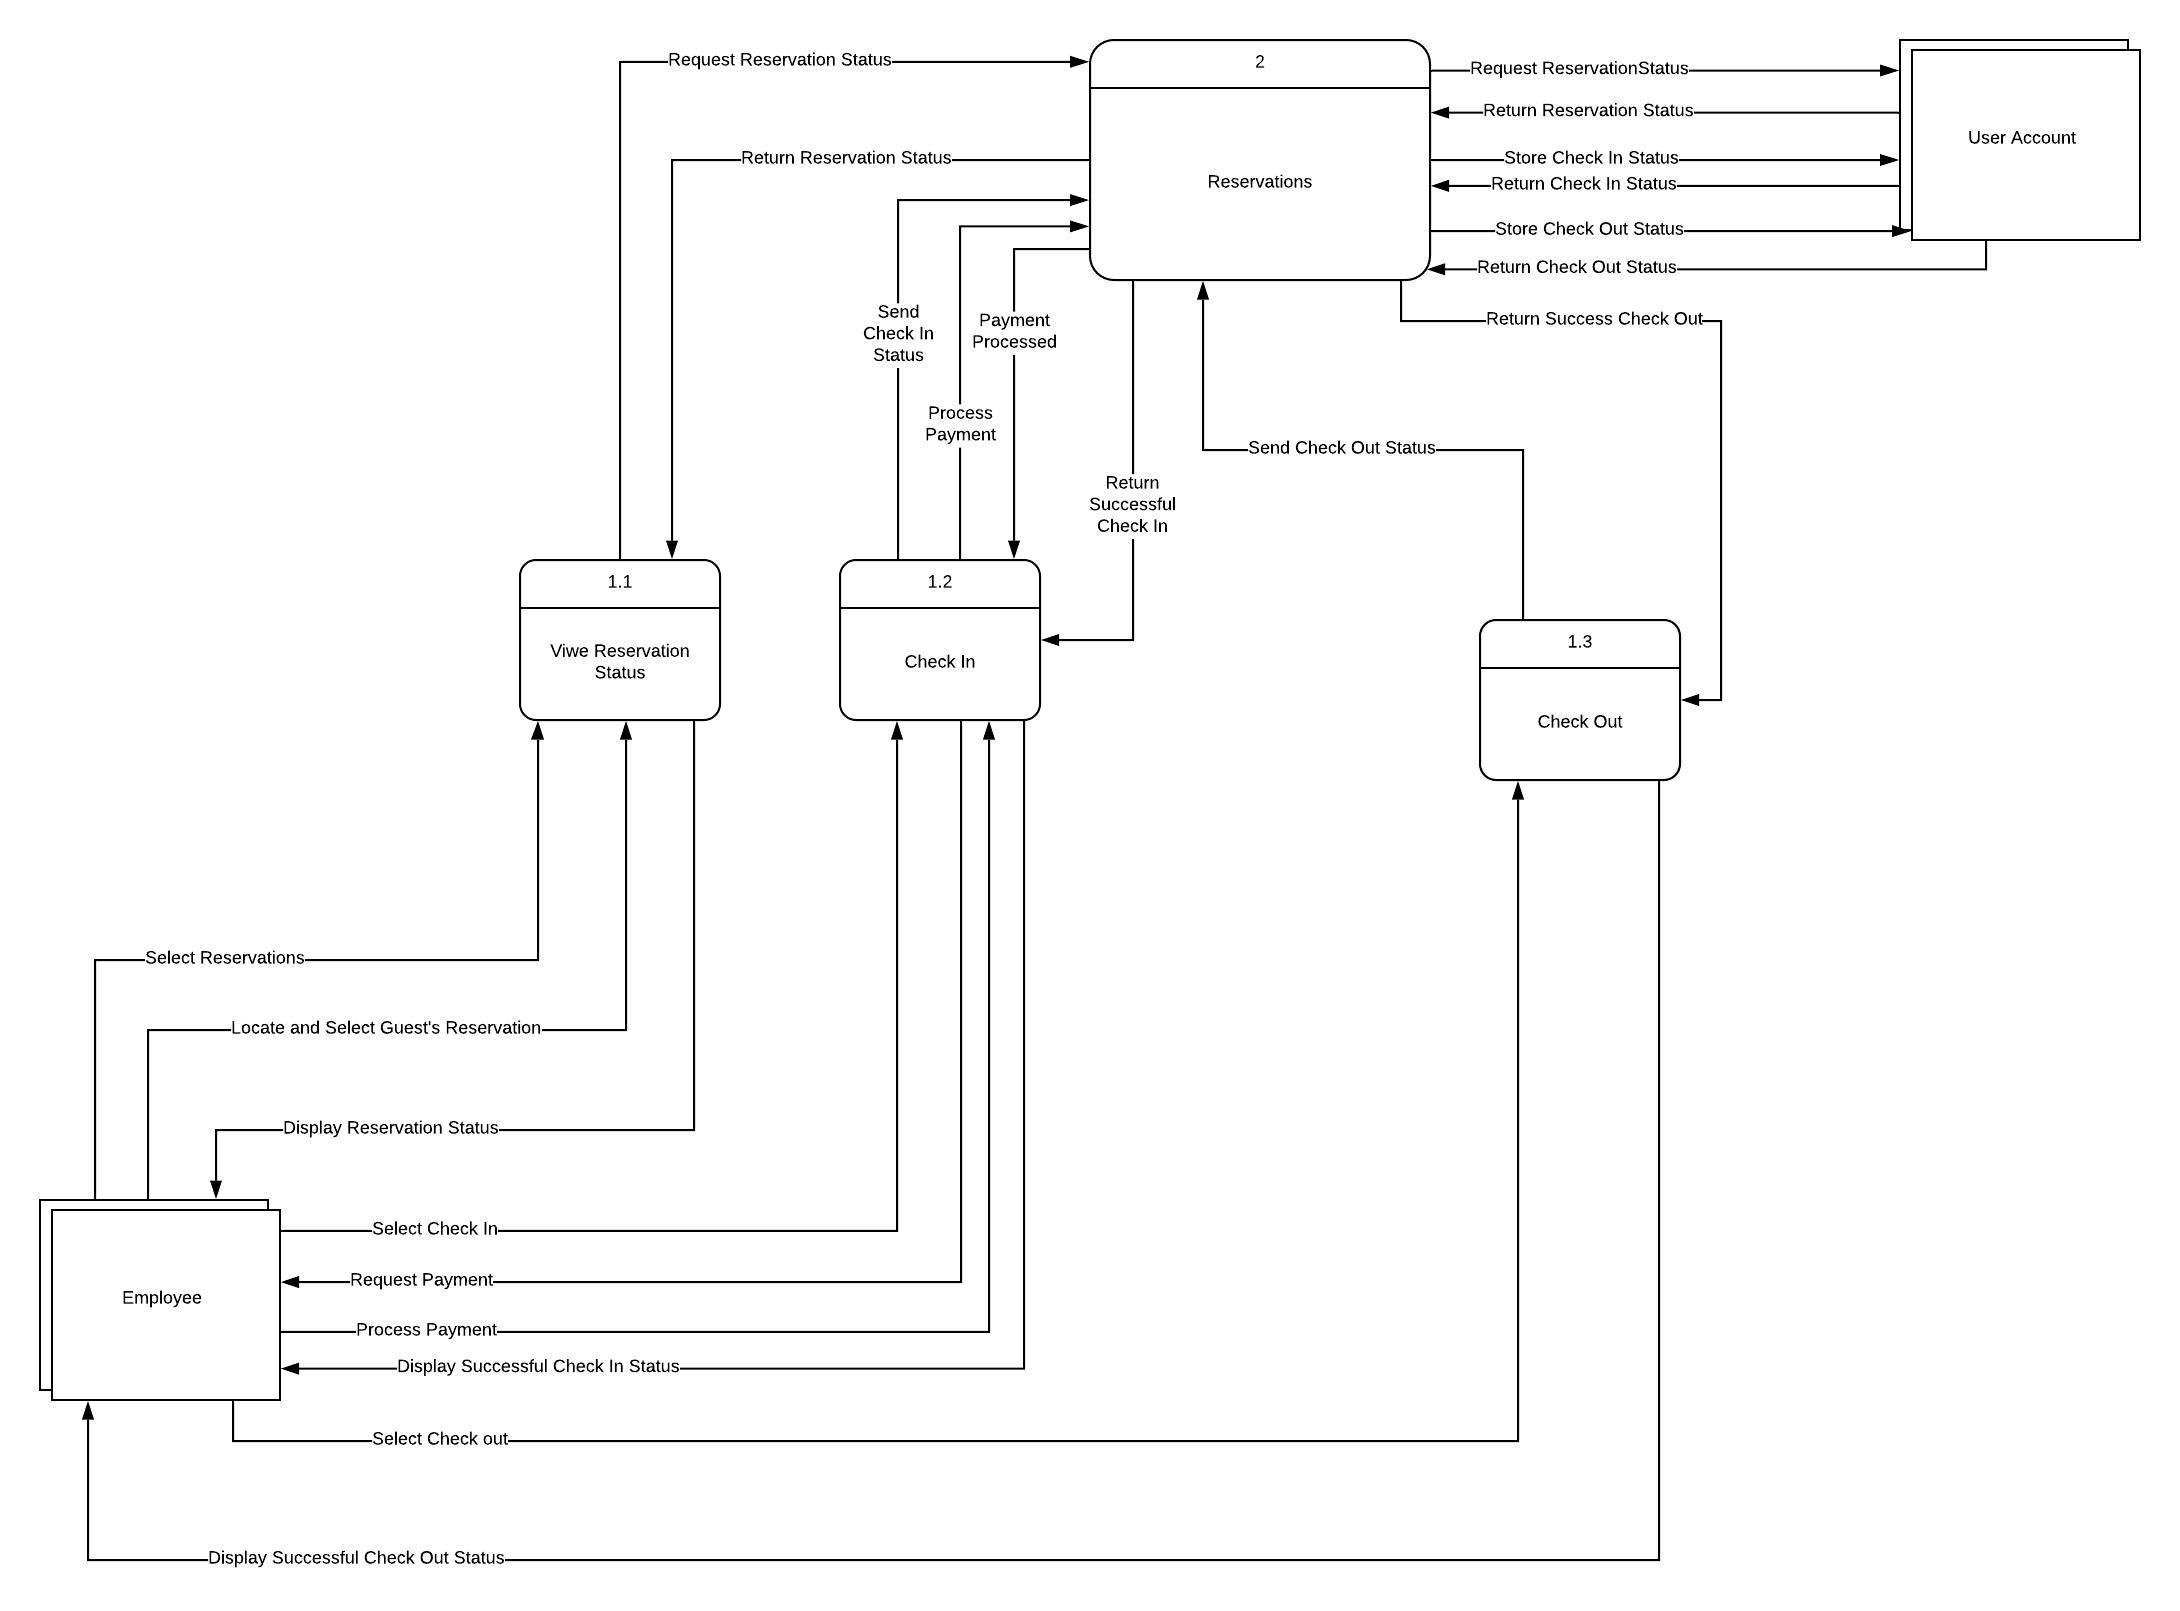 Request Reservation Status
2
Request ReservationStatus
Return Reservation Status
User Account
Return Reservation Status
Store Check In Status
Reservations
Return Check In Status
Store Check Out Status
Return Check Out Status
Send
Check In
Status
Payment
Processed
Return Success Check Out
Process
Payment
Send Check Out Status
Return
Successful
Check In
1.1
Viwe Reservation
Status
1.2
Check In
1.3
Check Out
Select Reservations
Locate and Select Guest's Reservation
Display Reservation Status
Select Check In
Request Payment
Employee
Process Payment
Display Successful Check In Status
Select Check out
Display Successful Check Out Status